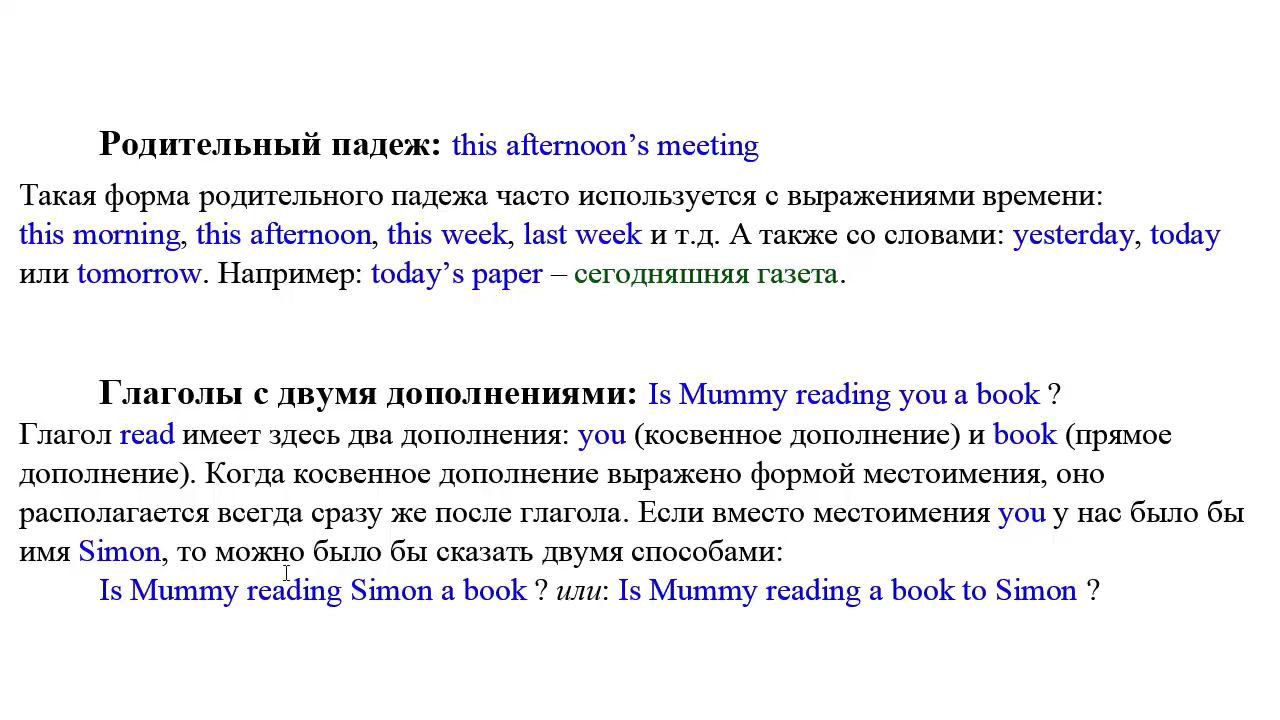 Родительный падеж: this afternoon’s meeting
Такая форма родительного падежа часто используется с выражениями времени:
this morning, this afternoon, this week, last week и т.д. А также со словами: yesterday, today
или tomorrow. Например: today’s paper – сегодняшняя газета.
Глаголы с двумя дополнениями: Is Mummy reading you a book ?
Глагол read имеет здесь два дополнения: you (косвенное дополнение) и book (прямое
дополнение). Когда косвенное дополнение выражено формой местоимения, оно
располагается всегда сразу же после глагола. Если вместо местоимения you у нас было бы
имя Simon, то можно было бы сказать двумя способами:
Is Mummy reading Simon a book ? или: Is Mummy reading a book to Simon ?